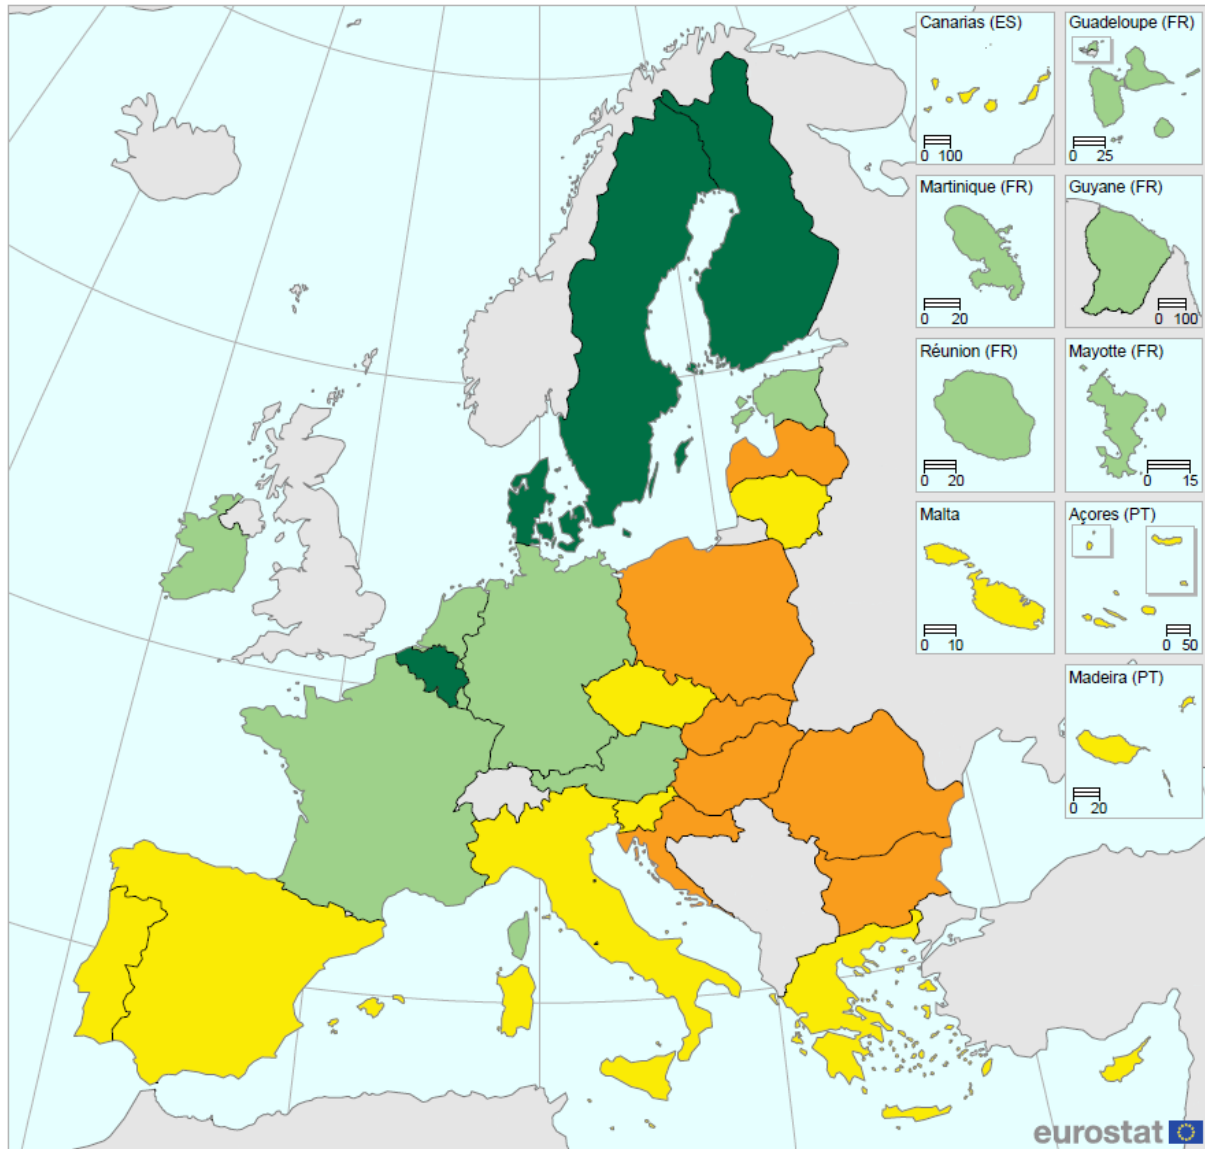 Canarias (ES)
0 100
Guadeloupe (FR)
0 25
Martinique (FR)
0 20
Guyane (FR)
0 100
Réunion (FR)
0 20
Mayotte (FR)
0 15
Malta
0 10
Açores (PT)
0 50
Madeira (PT)
0 20
eurostat